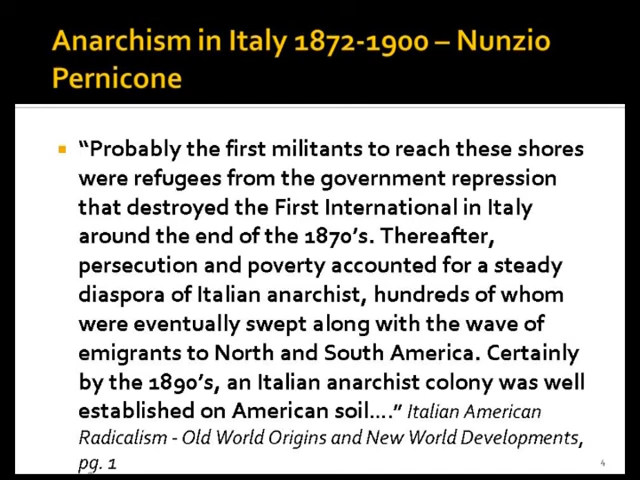 Anarchism in Italy 1872-1900 – Nunzio
Pernicone
“Probably the first militants to reach these shores
were refugees from the government repression
that destroyed the First International in Italy
around the end of the 1870’s. Thereafter,
persecution and poverty accounted for a steady
diaspora of Italian anarchist, hundreds of whom
were eventually swept along with the wave of
emigrants to North and South America. Certainly
by the 1890’s, an Italian anarchist colony was well
established on American soil….” Italian American
Radicalism - Old World Origins and New World Developments,
pg. 1
4